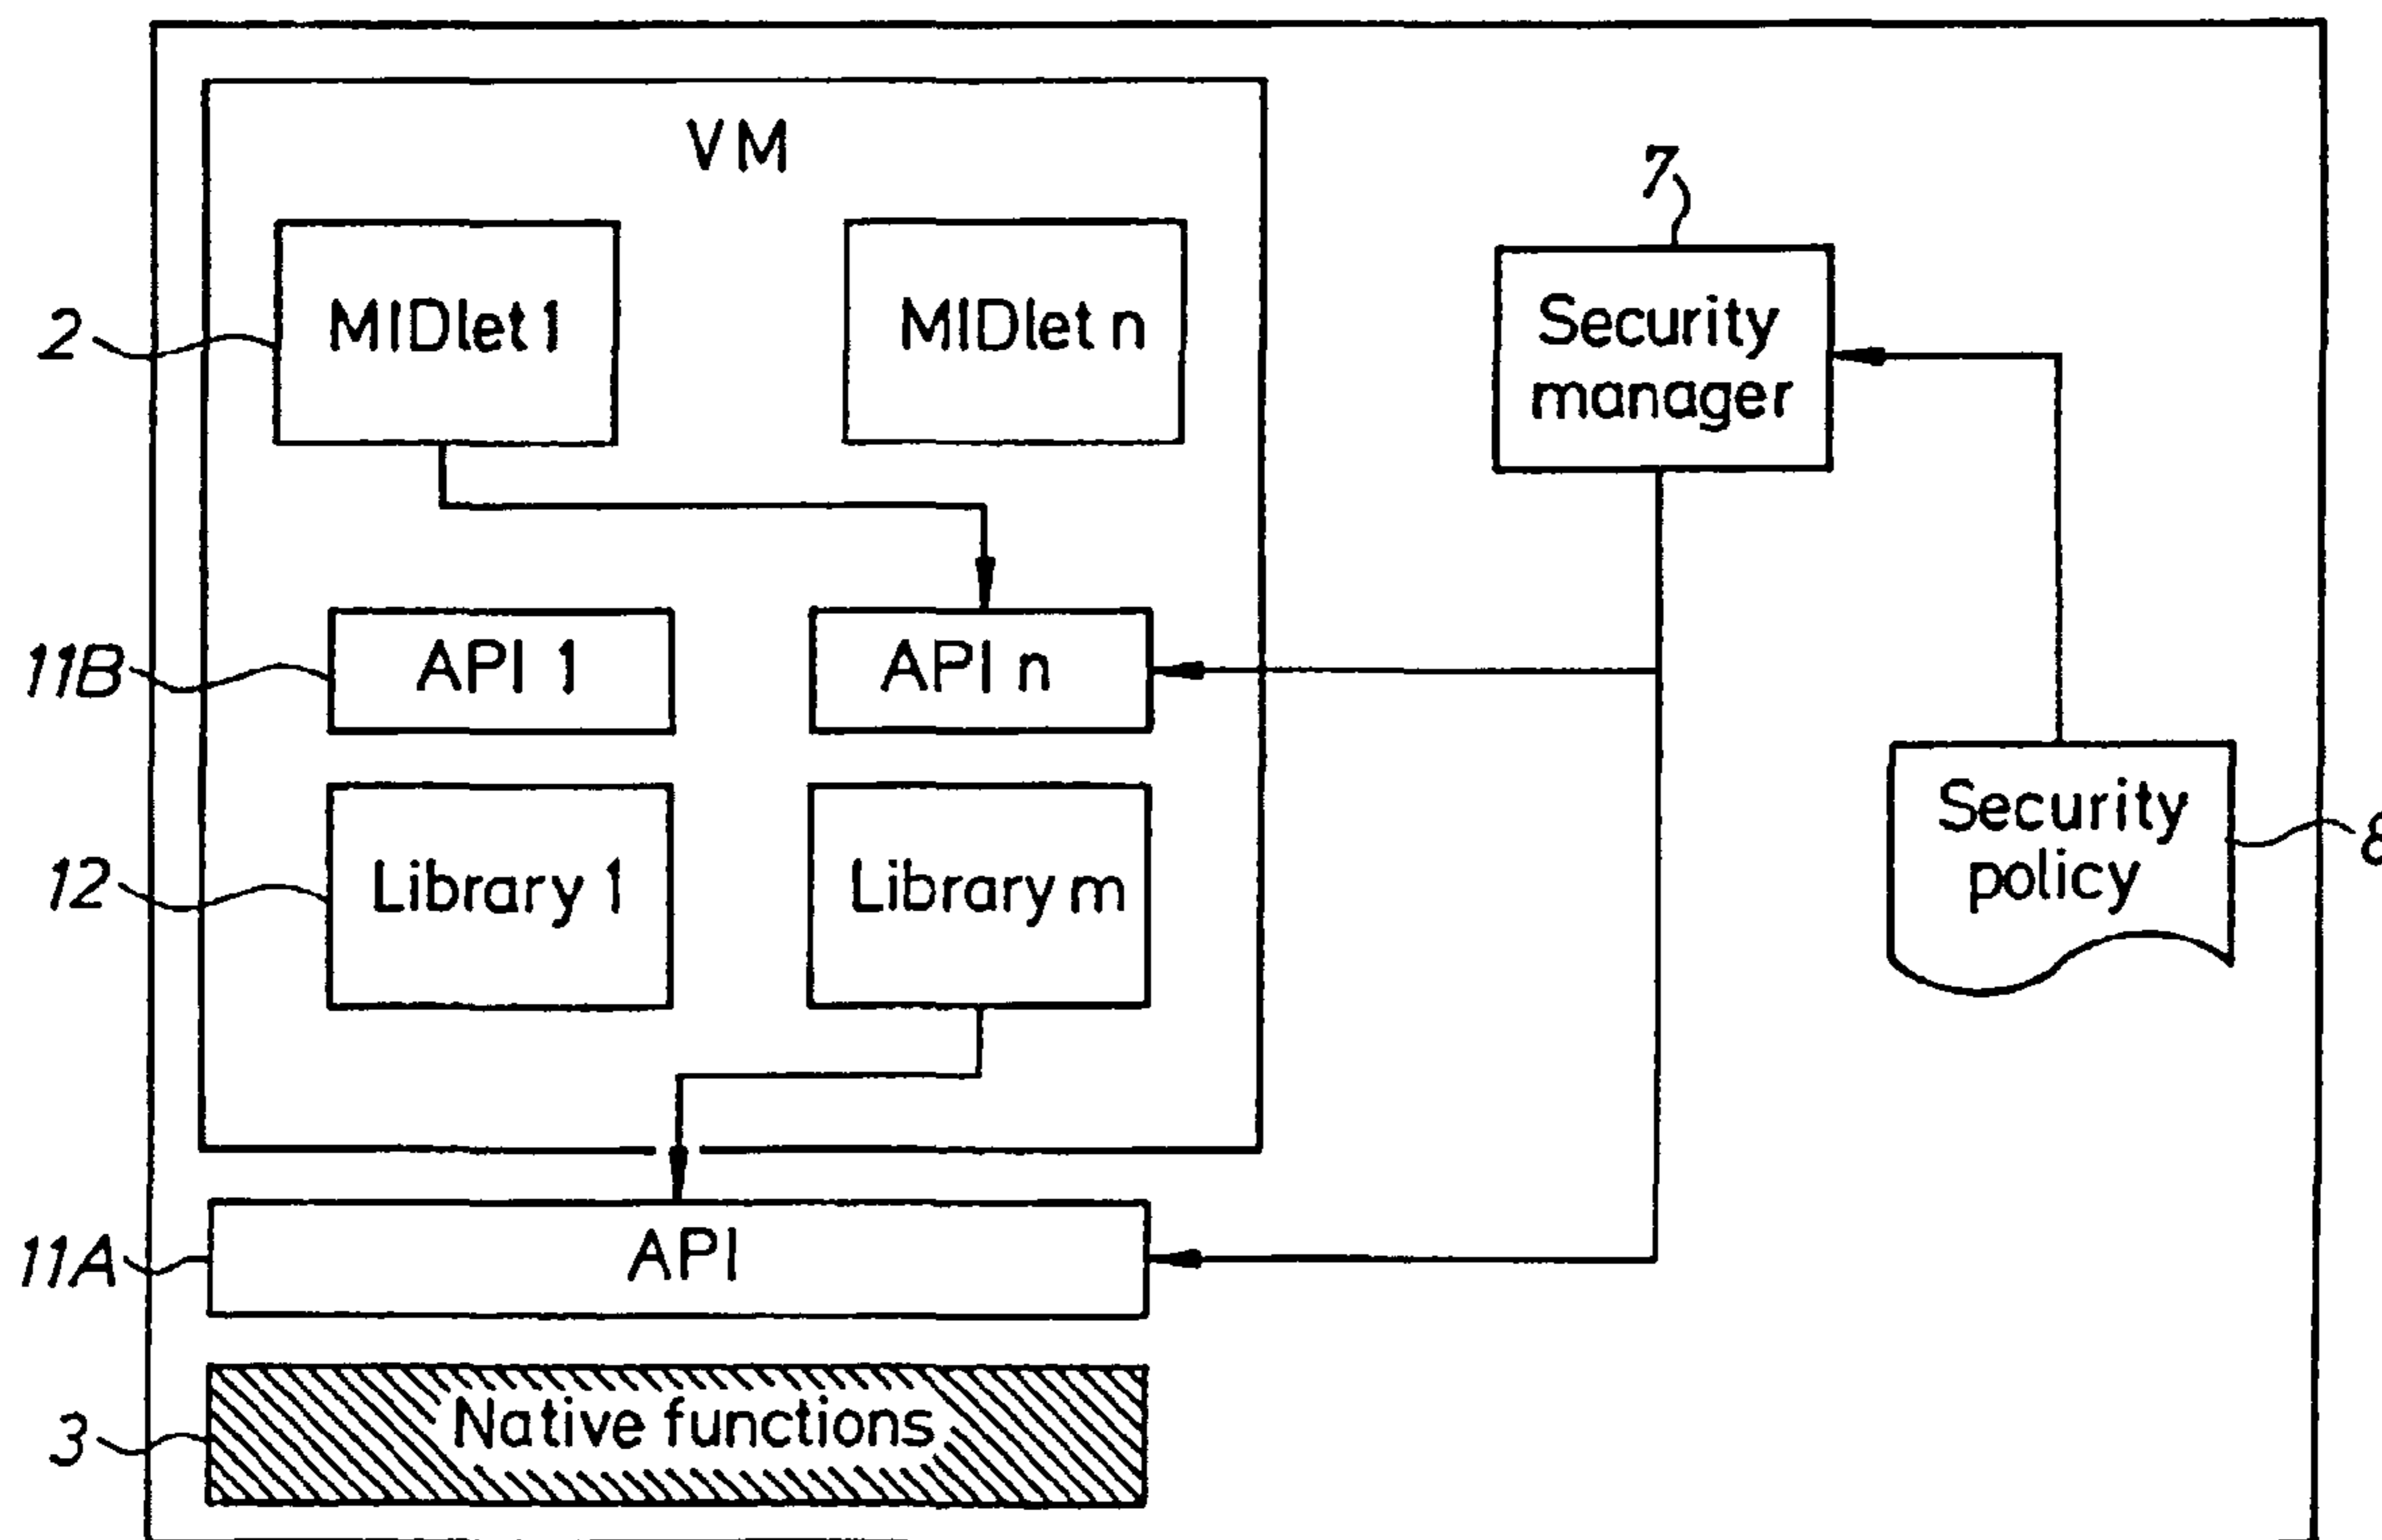 VM
7
2
MIDlet 1
MIDlet n
Security
manager
11B
API 1
API n
12
Library 1
Library m
Security
policy
8
11A
API
3
Native functions